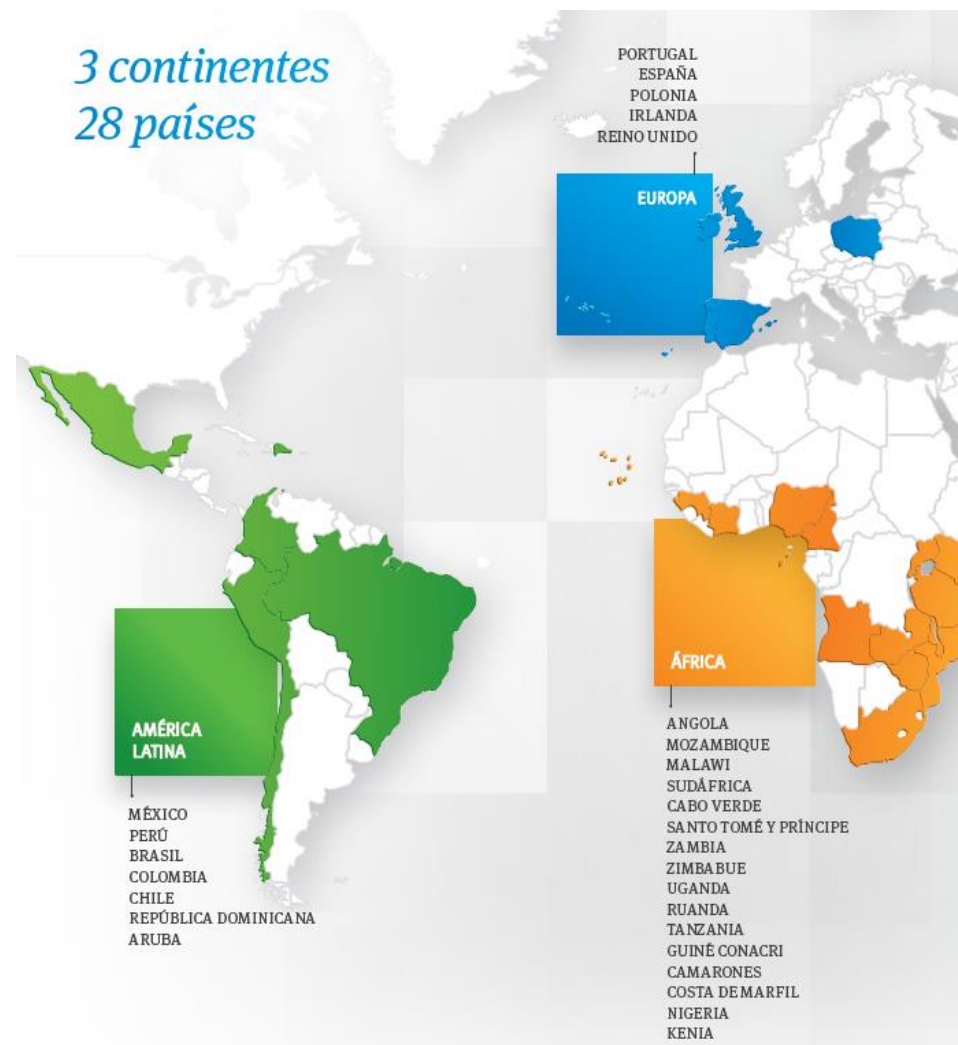 3 continentes
28 países
PORTUGAL
ESPAÑA
POLONIA
IRLANDA
REINO UNIDO
EUROPA
AMÉRICA
LATINA
MÉXICO
PERÚ
BRASIL
COLOMBIA
CHILE
REPÚBLICA DOMINICANA
ARUBA
ÁFRICA
ANGOLA
MOZAMBIQUE
MALAWI
SUDÁFRICA
CABO VERDE
SANTO TOMÉ Y PRÍNCIPE
ZAMBIA
ZIMBABUE
UGANDA
RUANDA
TANZANIA
GUINÉ CONACRI
CAMARONES
COSTA DE MARFIL
NIGERIA
KENIA